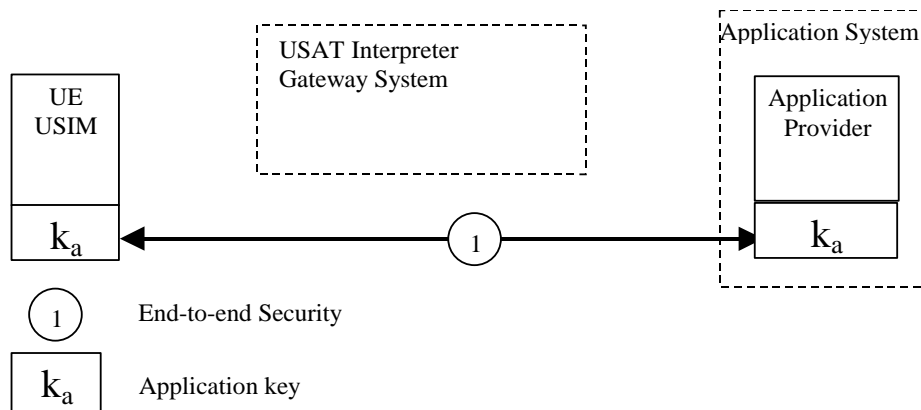 USAT Interpreter
Gateway System
Application System
UE
USIM
Application
Provider
kₐ
1
kₐ
1 End-to-end Security
kₐ Application key